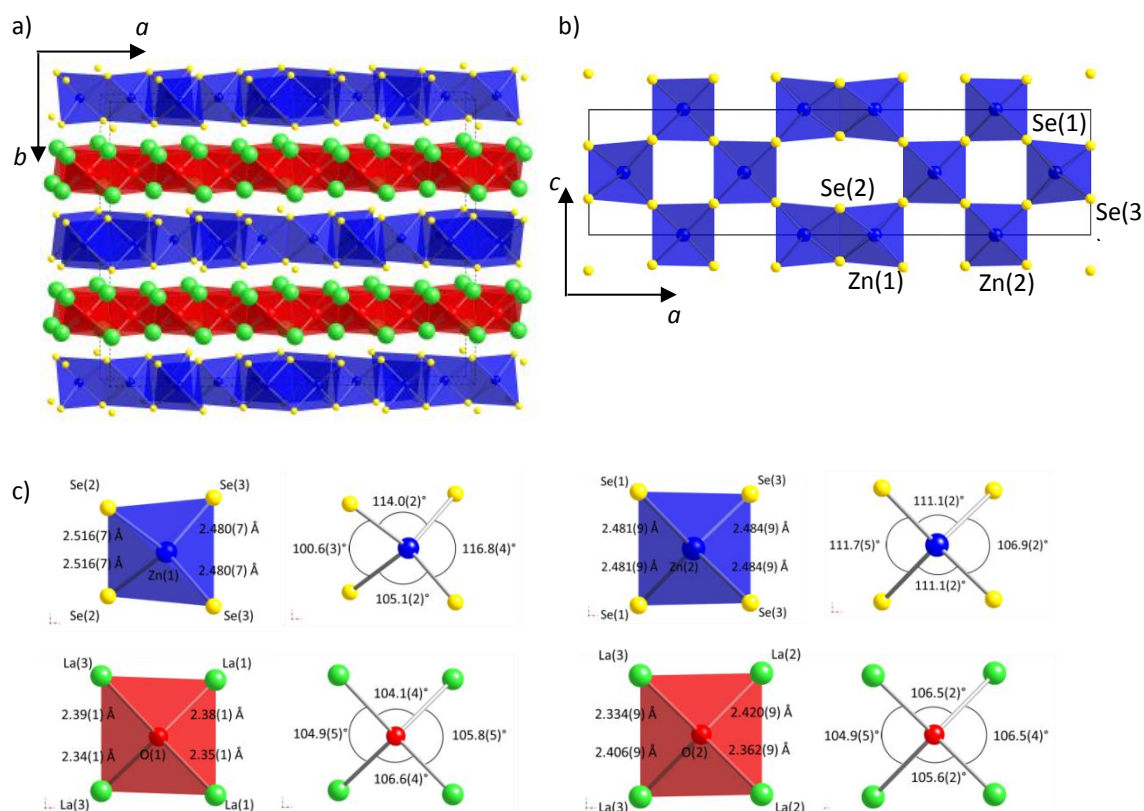 a)
a
b
b)
Se(1)
Se(2)
c
Se(3
Zn(1)
Zn(2)
a
c)
Se(2)
Se(3)
2.516(7) Å
2.480(7) Å
2.516(7) Å
Zn(1)
2.480(7) Å
Se(2)
Se(3)
114.0(2)°
100.6(3)°
116.8(4)°
105.1(2)°
Se(1)
Se(3)
2.481(9) Å
2.484(9) Å
2.481(9) Å
Zn(2)
2.484(9) Å
Se(1)
Se(3)
111.1(2)°
111.7(5)°
106.9(2)°
111.1(2)°
La(3)
La(1)
2.39(1) Å
2.38(1) Å
2.34(1) Å
O(1)
2.35(1) Å
La(3)
La(1)
104.1(4)°
104.9(5)°
105.8(5)°
106.6(4)°
La(3)
La(2)
2.334(9) Å
2.420(9) Å
2.406(9) Å
O(2)
2.362(9) Å
La(3)
La(2)
106.5(2)°
104.9(5)°
106.5(4)°
105.6(2)°